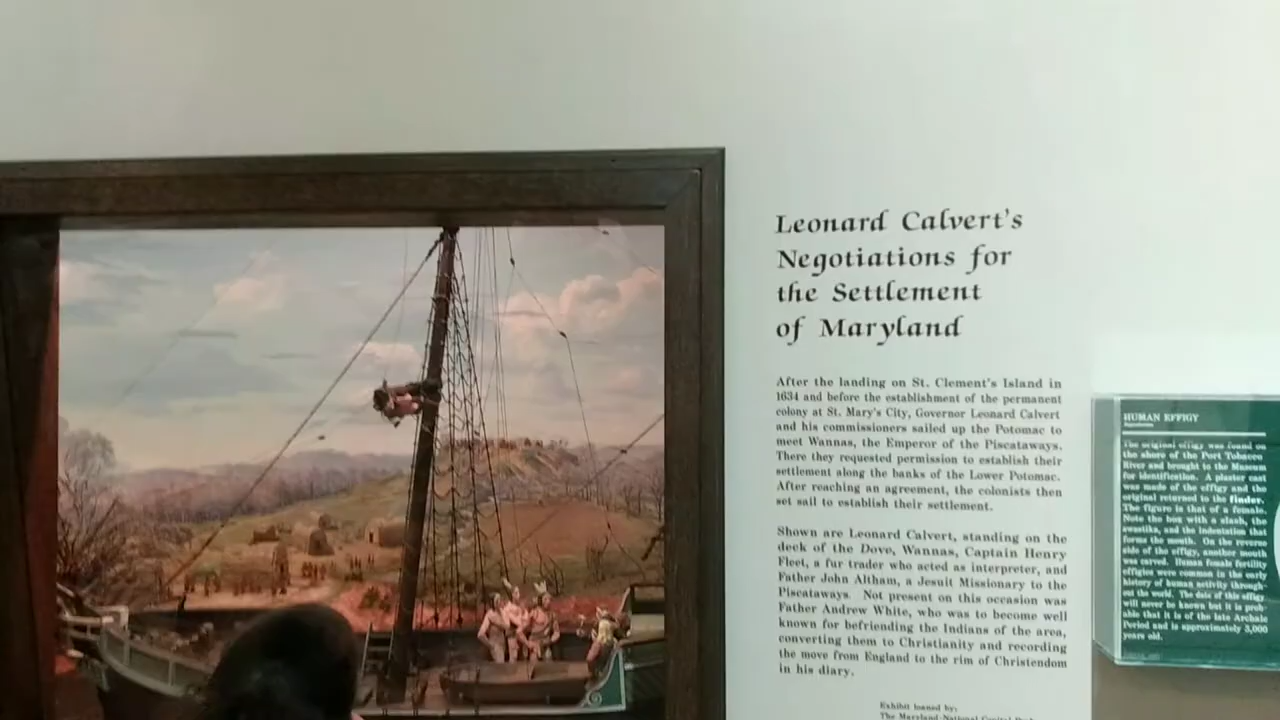 Leonard Calvert's
Negotiations for
the Settlement
of Maryland
After the landing on St. Clement's Island in
1634 and before the establishment of the permanent
colony at St. Mary's City, Governor Leonard Calvert
and his commissioners sailed up the Potomac to
meet Wannas, the Emperor of the Piscataways.
There they requested permission to establish their
settlement along the banks of the Lower Potomac.
After reaching an agreement, the colonists then
set sail to establish their settlement.
Shown are Leonard Calvert, standing on the
deck of the Dove, Wannas, Captain Henry
Fleet, a fur trader who acted as interpreter, and
Father John Altham, a Jesuit Missionary to the
Piscataways. Not present on this occasion was
Father Andrew White, who was to become well
known for befriending the Indians of the area,
converting them to Christianity and recording
the move from England to the rim of Christendom
in his diary.
Exhibit loaned by:
The Maryland-National Capital
HUMAN EFFIGY
The original effigy was found on
the shore of the Port Tobacco
River and brought to the Museum
for identification. A plaster cast
was made of the effigy and the
original returned to the finder.
The figure is that of a female.
Note the box with a slash, the
swastika, and the indentation that
forms the mouth. On the reverse
side of the effigy, another mouth
was carved. Human female fertility
effigies were common in the early
history of human activity through-
out the world. The date of this effigy
will never be known but it is prob-
able that it is of the late Archaic
Period and is approximately 3,000
years old.